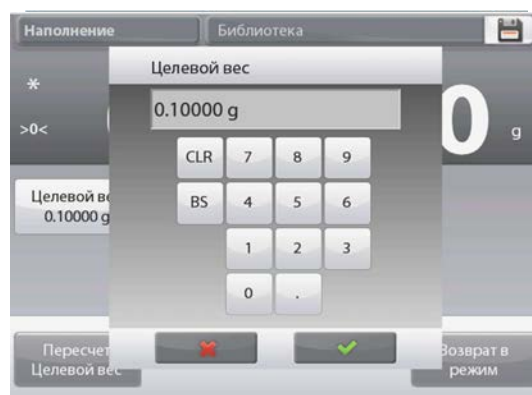 Наполнение Библиотека
Целевой вес
*
0.10000 g
>0<
0 g
CLR 7 8 9
Целевой ве
0.10000 g
BS 4 5 6
1 2 3
0 .
Пересчет
Целевой вес
Возврат в
режим